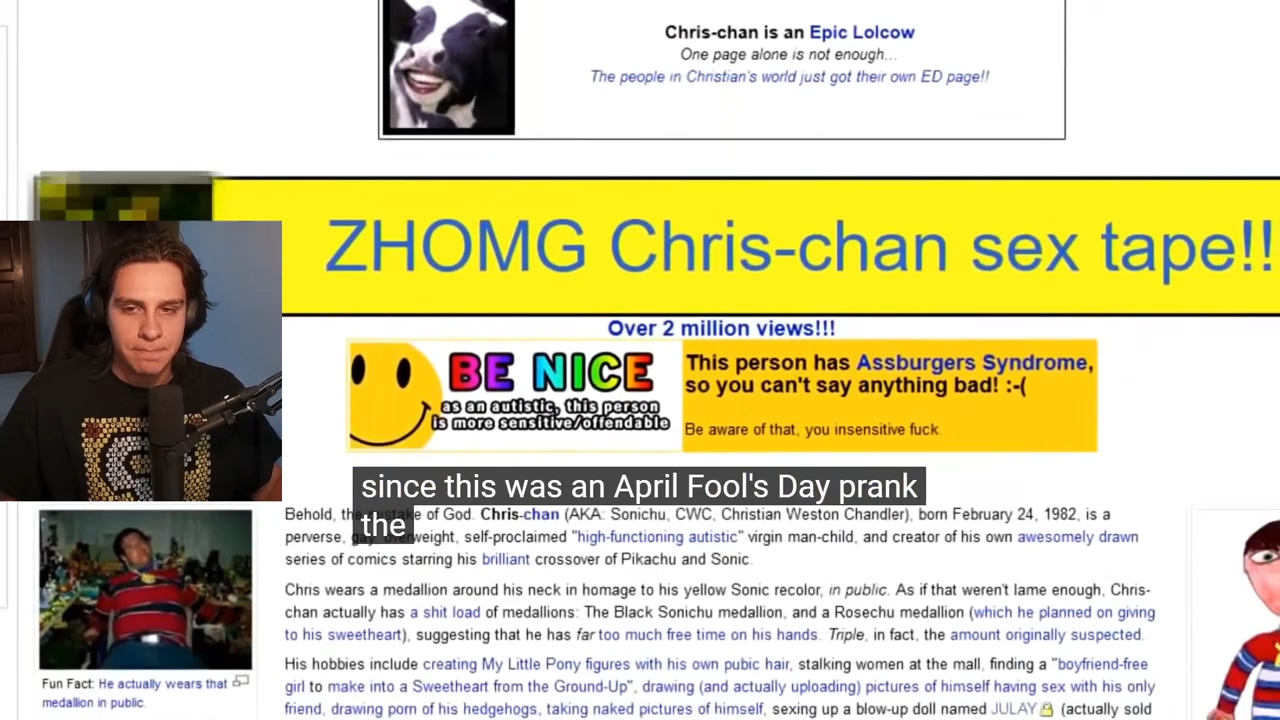 Chris-chan is an Epic Lolcow
One page alone is not enough...
The people in Christian's world just got their own ED page!!
ZHOMG Chris-chan sex tape!!
Over 2 million views!!!
BE NICE
as an autistic, this person
is more sensitive/offendable
This person has Assburgers Syndrome,
so you can't say anything bad! :-(
Be aware of that, you insensitive fuck.
since this was an April Fool's Day prank
the
Behold, the mistake of God. Chris-chan (AKA: Sonichu, CWC, Christian Weston Chandler), born February 24, 1982, is a
perverse, gay, overweight, self-proclaimed "high-functioning autistic" virgin man-child, and creator of his own awesomely drawn
series of comics starring his brilliant crossover of Pikachu and Sonic.
Chris wears a medallion around his neck in homage to his yellow Sonic recolor, in public. As if that weren't lame enough, Chris-
chan actually has a shit load of medallions: The Black Sonichu medallion, and a Rosechu medallion (which he planned on giving
to his sweetheart), suggesting that he has far too much free time on his hands. Triple, in fact, the amount originally suspected.
His hobbies include creating My Little Pony figures with his own pubic hair, stalking women at the mall, finding a "boyfriend-free
girl to make into a Sweetheart from the Ground-Up", drawing (and actually uploading) pictures of himself having sex with his only
friend, drawing porn of his hedgehogs, taking naked pictures of himself, sexing up a blow-up doll named JULAY (actually sold
Fun Fact: He actually wears that
medallion in public.